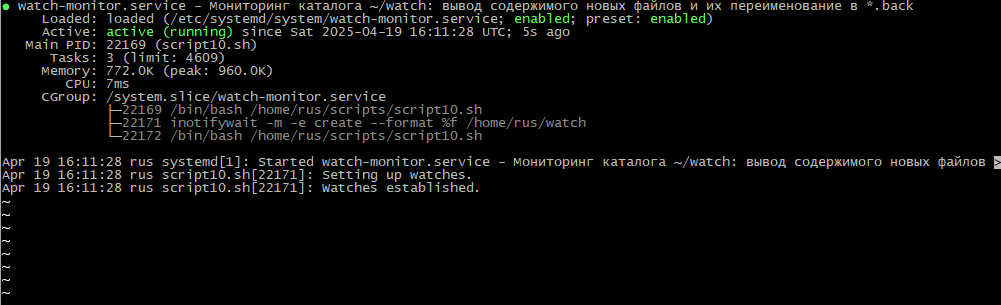 ● watch-monitor.service - Мониторинг каталога ~/watch: вывод содержимого новых файлов и их переименование в *.back
Loaded: loaded (/etc/systemd/system/watch-monitor.service; enabled; preset: enabled)
Active: active (running) since Sat 2025-04-19 16:11:28 UTC; 5s ago
Main PID: 22169 (script10.sh)
Tasks: 3 (limit: 4609)
Memory: 772.0K (peak: 960.0K)
CPU: 7ms
CGroup: /system.slice/watch-monitor.service
├─22169 /bin/bash /home/rus/scripts/script10.sh
├─22171 inotifywait -m -e create --format %f /home/rus/watch
└─22172 /bin/bash /home/rus/scripts/script10.sh
Apr 19 16:11:28 rus systemd[1]: Started watch-monitor.service - Мониторинг каталога ~/watch: вывод содержимого новых файлов >
Apr 19 16:11:28 rus script10.sh[22171]: Setting up watches.
Apr 19 16:11:28 rus script10.sh[22171]: Watches established.
~
~
~
~
~
~
~
~